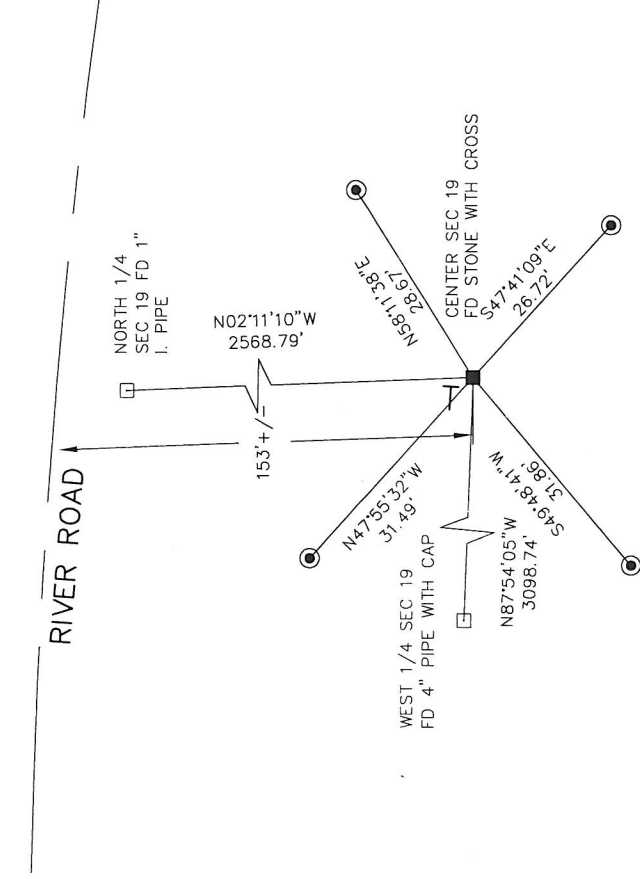 RIVER ROAD
NORTH 1/4
SEC 19 FD 1"
I. PIPE
N02°11'10"W
2568.79'
153'+/-
N58°11'38"E
28.67'
CENTER SEC 19
FD STONE WITH CROSS
S47°41'09"E
26.72'
N47°55'32"W
31.49'
S49°48'41"W
31.86'
WEST 1/4 SEC 19
FD 4" PIPE WITH CAP
N87°54'05"W
3098.74'